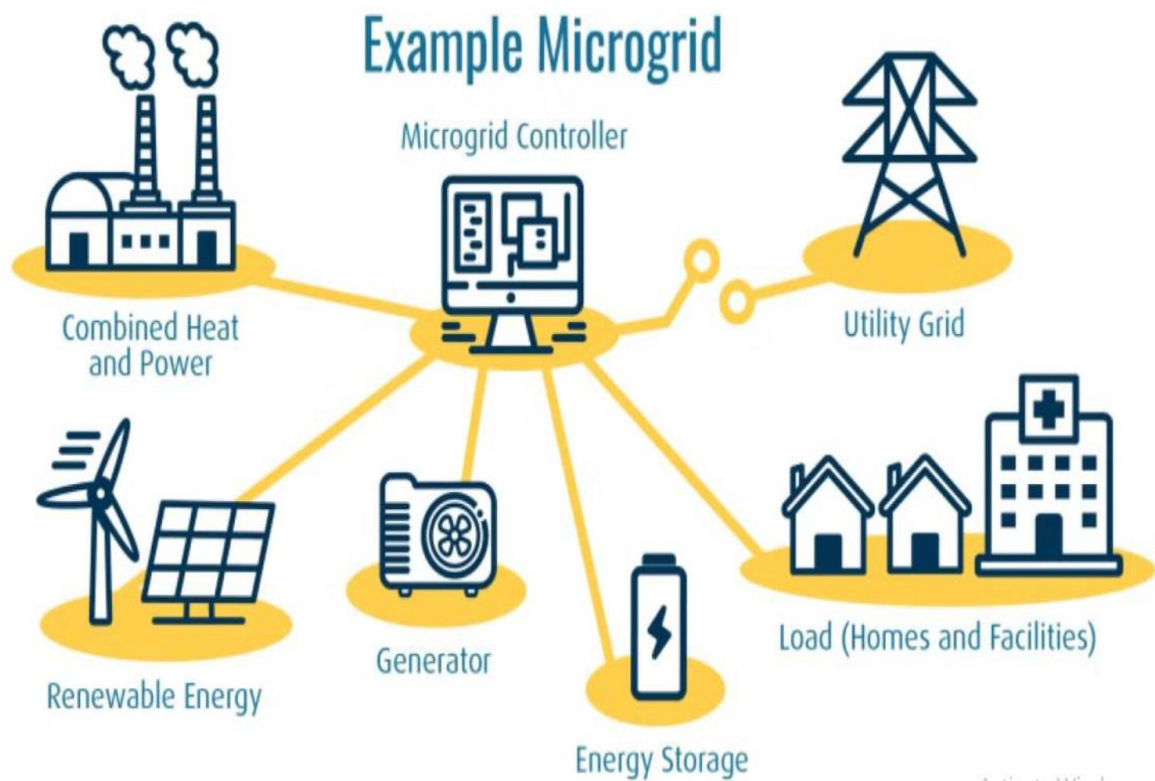 Example Microgrid
Microgrid Controller
Combined Heat
and Power
Utility Grid
Renewable Energy
Generator
Energy Storage
Load (Homes and Facilities)